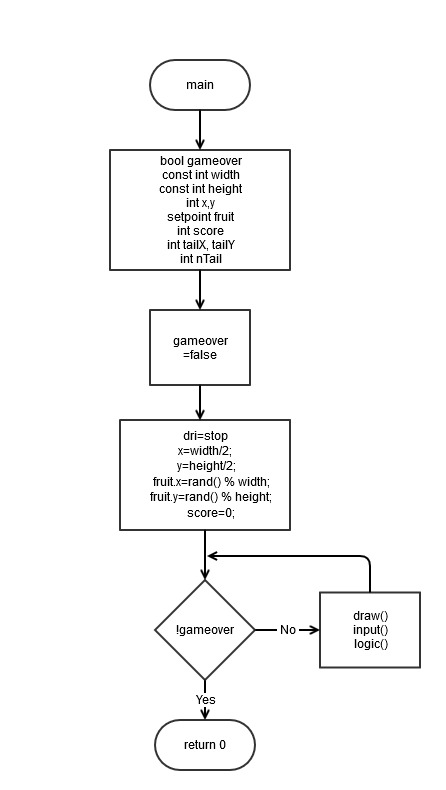 main
bool gameover
const int width
const int height
int x,y
setpoint fruit
int score
int tailX, tailY
int nTail
gameover
=false
dri=stop
x=width/2;
y=height/2;
fruit.x=rand() % width;
fruit.y=rand() % height;
score=0;
!gameover
No
draw()
input()
logic()
Yes
return 0